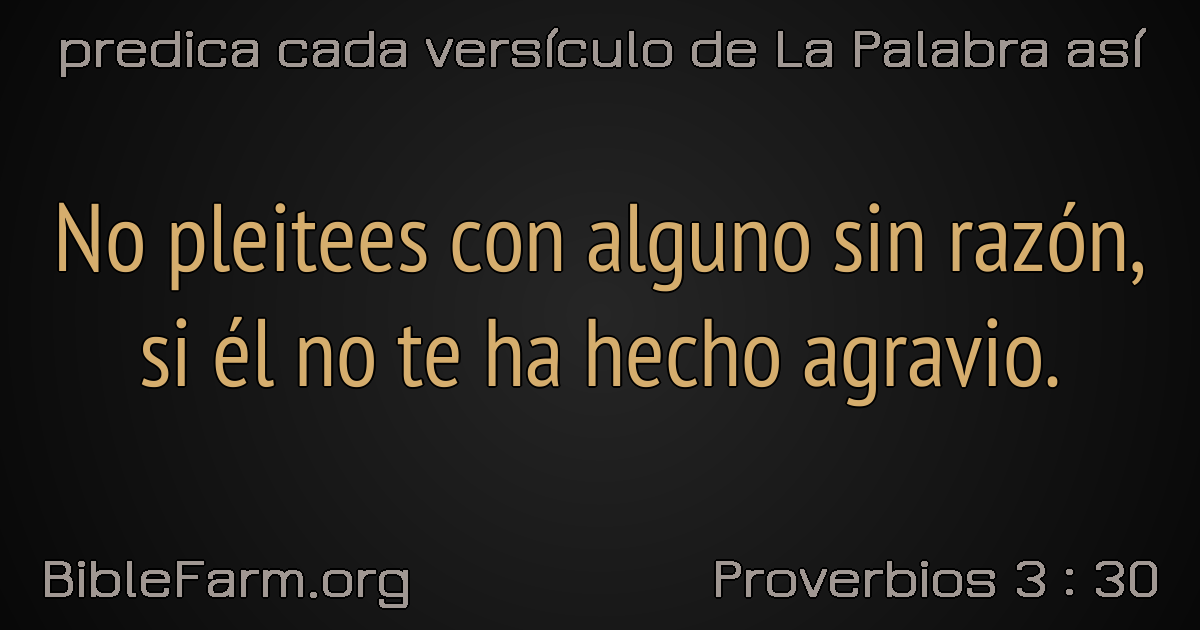 predica cada versículo de La Palabra así
No pleitees con alguno sin razón,
si él no te ha hecho agravio.
BibleFarm.org
Proverbios 3 : 30